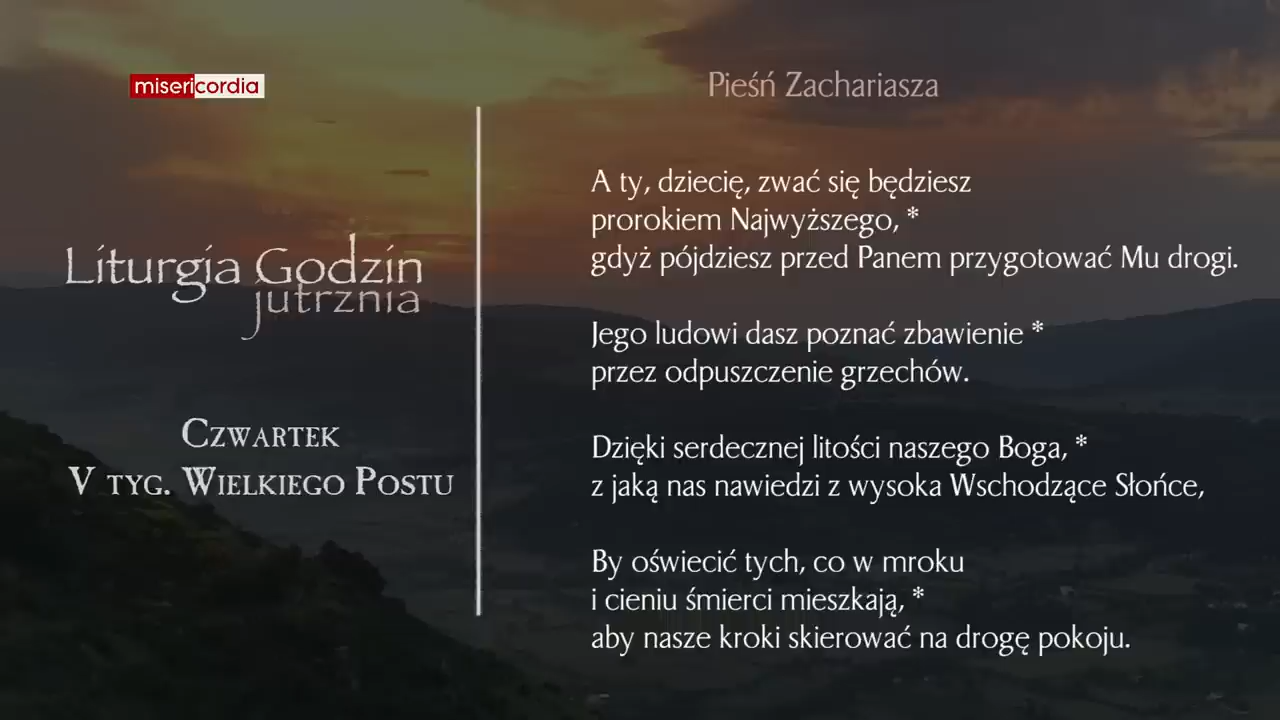 misericordia
Liturgia Godzin
jutrznia
Czwartek
V tyg. Wielkiego Postu
Pieśń Zachariasza
A ty, dziecię, zwać się będziesz
prorokiem Najwyższego, *
gdyż pójdziesz przed Panem przygotować Mu drogi.
Jego ludowi dasz poznać zbawienie *
przez odpuszczenie grzechów.
Dzięki serdecznej litości naszego Boga, *
z jaką nas nawiedzi z wysoka Wschodzące Słońce,
By oświecić tych, co w mroku
i cieniu śmierci mieszkają, *
aby nasze kroki skierować na drogę pokoju.